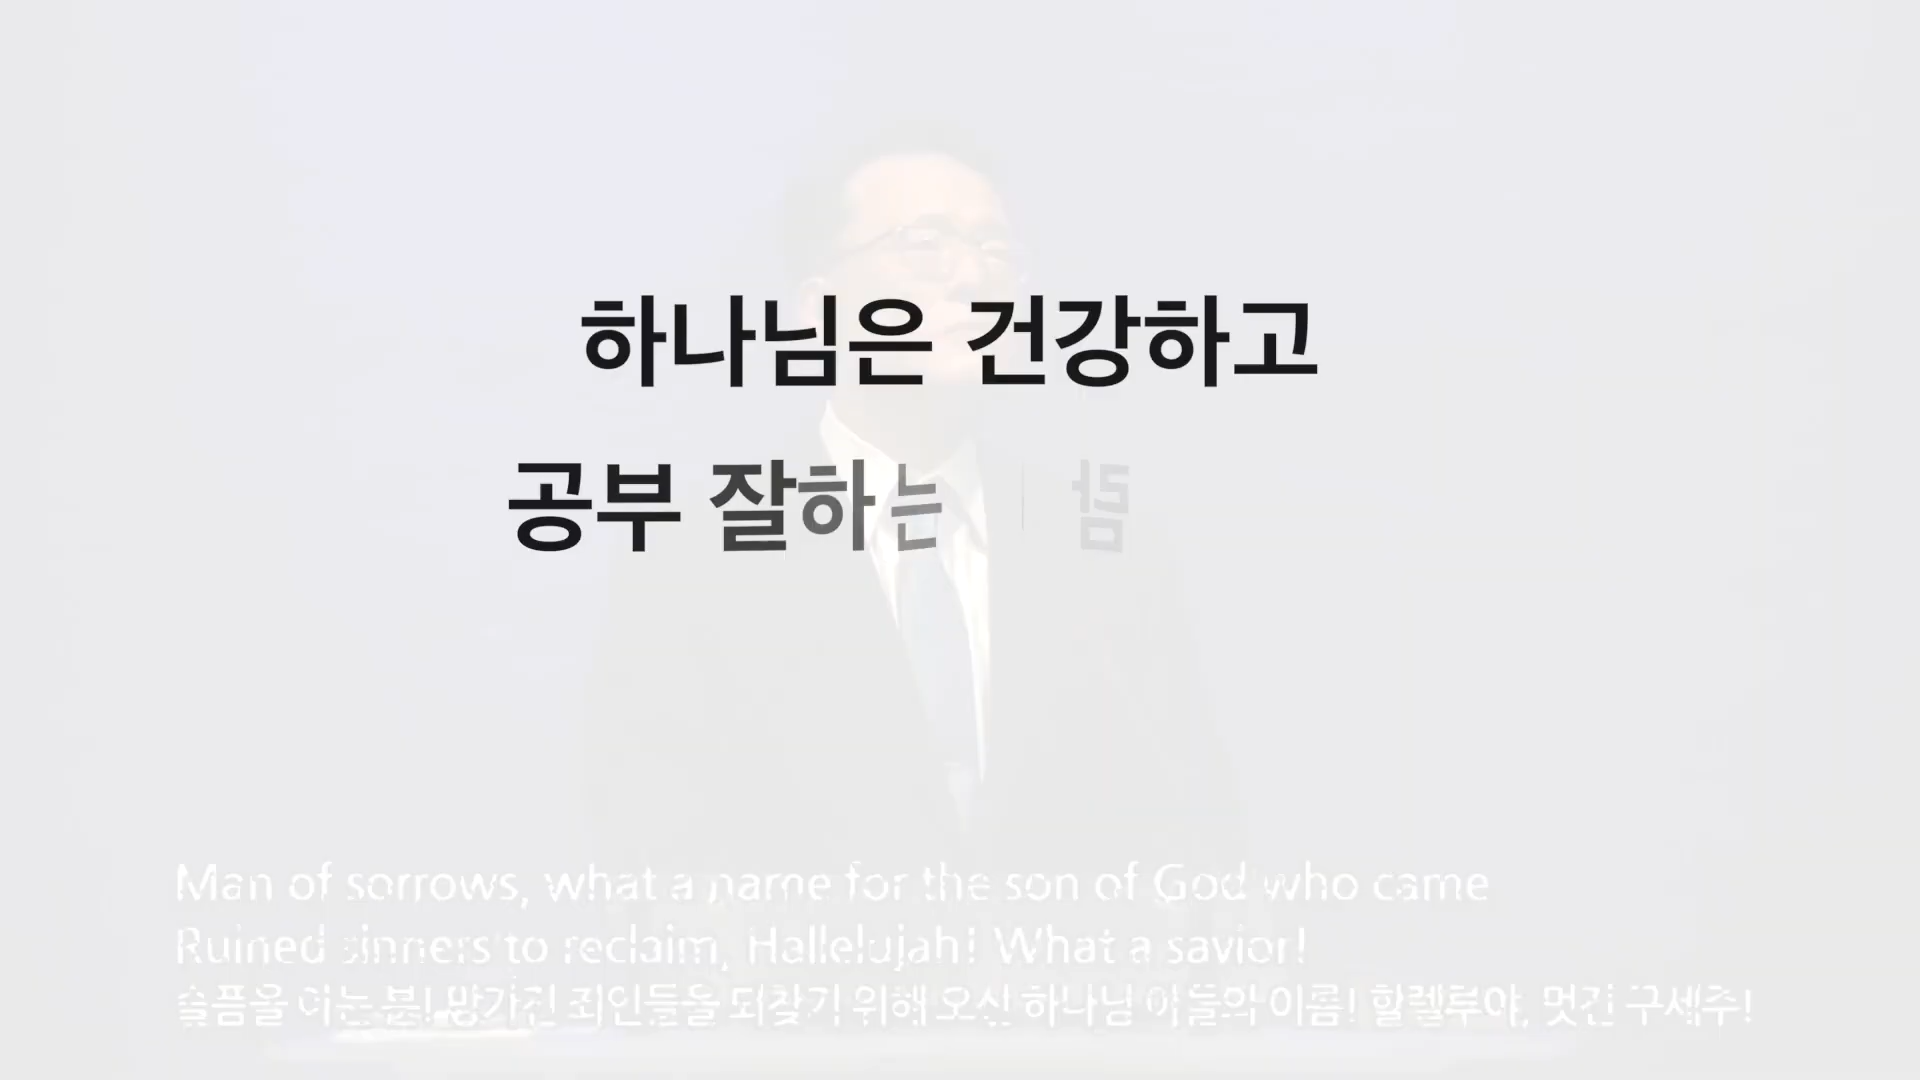 하나님은 건강하고
공부 잘하는
Man of sorrows, what a name for the son of God who came
Ruined sinners to reclaim, Hallelujah! What a savior!
슬픔을 아는 분! 망가진 죄인들을 되찾기 위해 오신 하나님 아들의 이름! 할렐루야, 멋진 구세주!